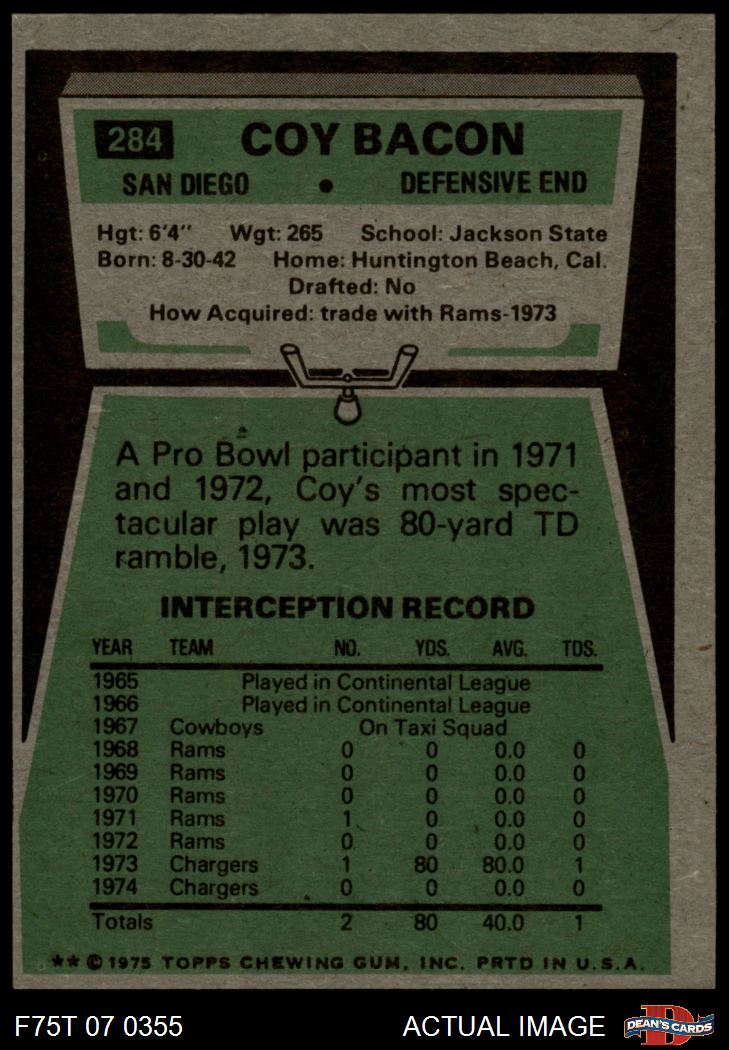 284 COY BACON
SAN DIEGO • DEFENSIVE END
Hgt: 6'4" Wgt: 265 School: Jackson State
Born: 8-30-42 Home: Huntington Beach, Cal.
Drafted: No
How Acquired: trade with Rams-1973
A Pro Bowl participant in 1971
and 1972, Coy's most spec-
tacular play was 80-yard TD
ramble, 1973.
INTERCEPTION RECORD
YEAR TEAM NO. YDS. AVG. TDS.
1965 Played in Continental League
1966 Played in Continental League
1967 Cowboys On Taxi Squad
1968 Rams 0 0 0.0 0
1969 Rams 0 0 0.0 0
1970 Rams 0 0 0.0 0
1971 Rams 1 0 0.0 0
1972 Rams 0 0 0.0 0
1973 Chargers 1 80 80.0 1
1974 Chargers 0 0 0.0 0
Totals 2 80 40.0 1
** © 1975 TOPPS CHEWING GUM, INC. PRTD IN U.S.A.
F75T 07 0355 ACTUAL IMAGE D DEAN'S CARDS